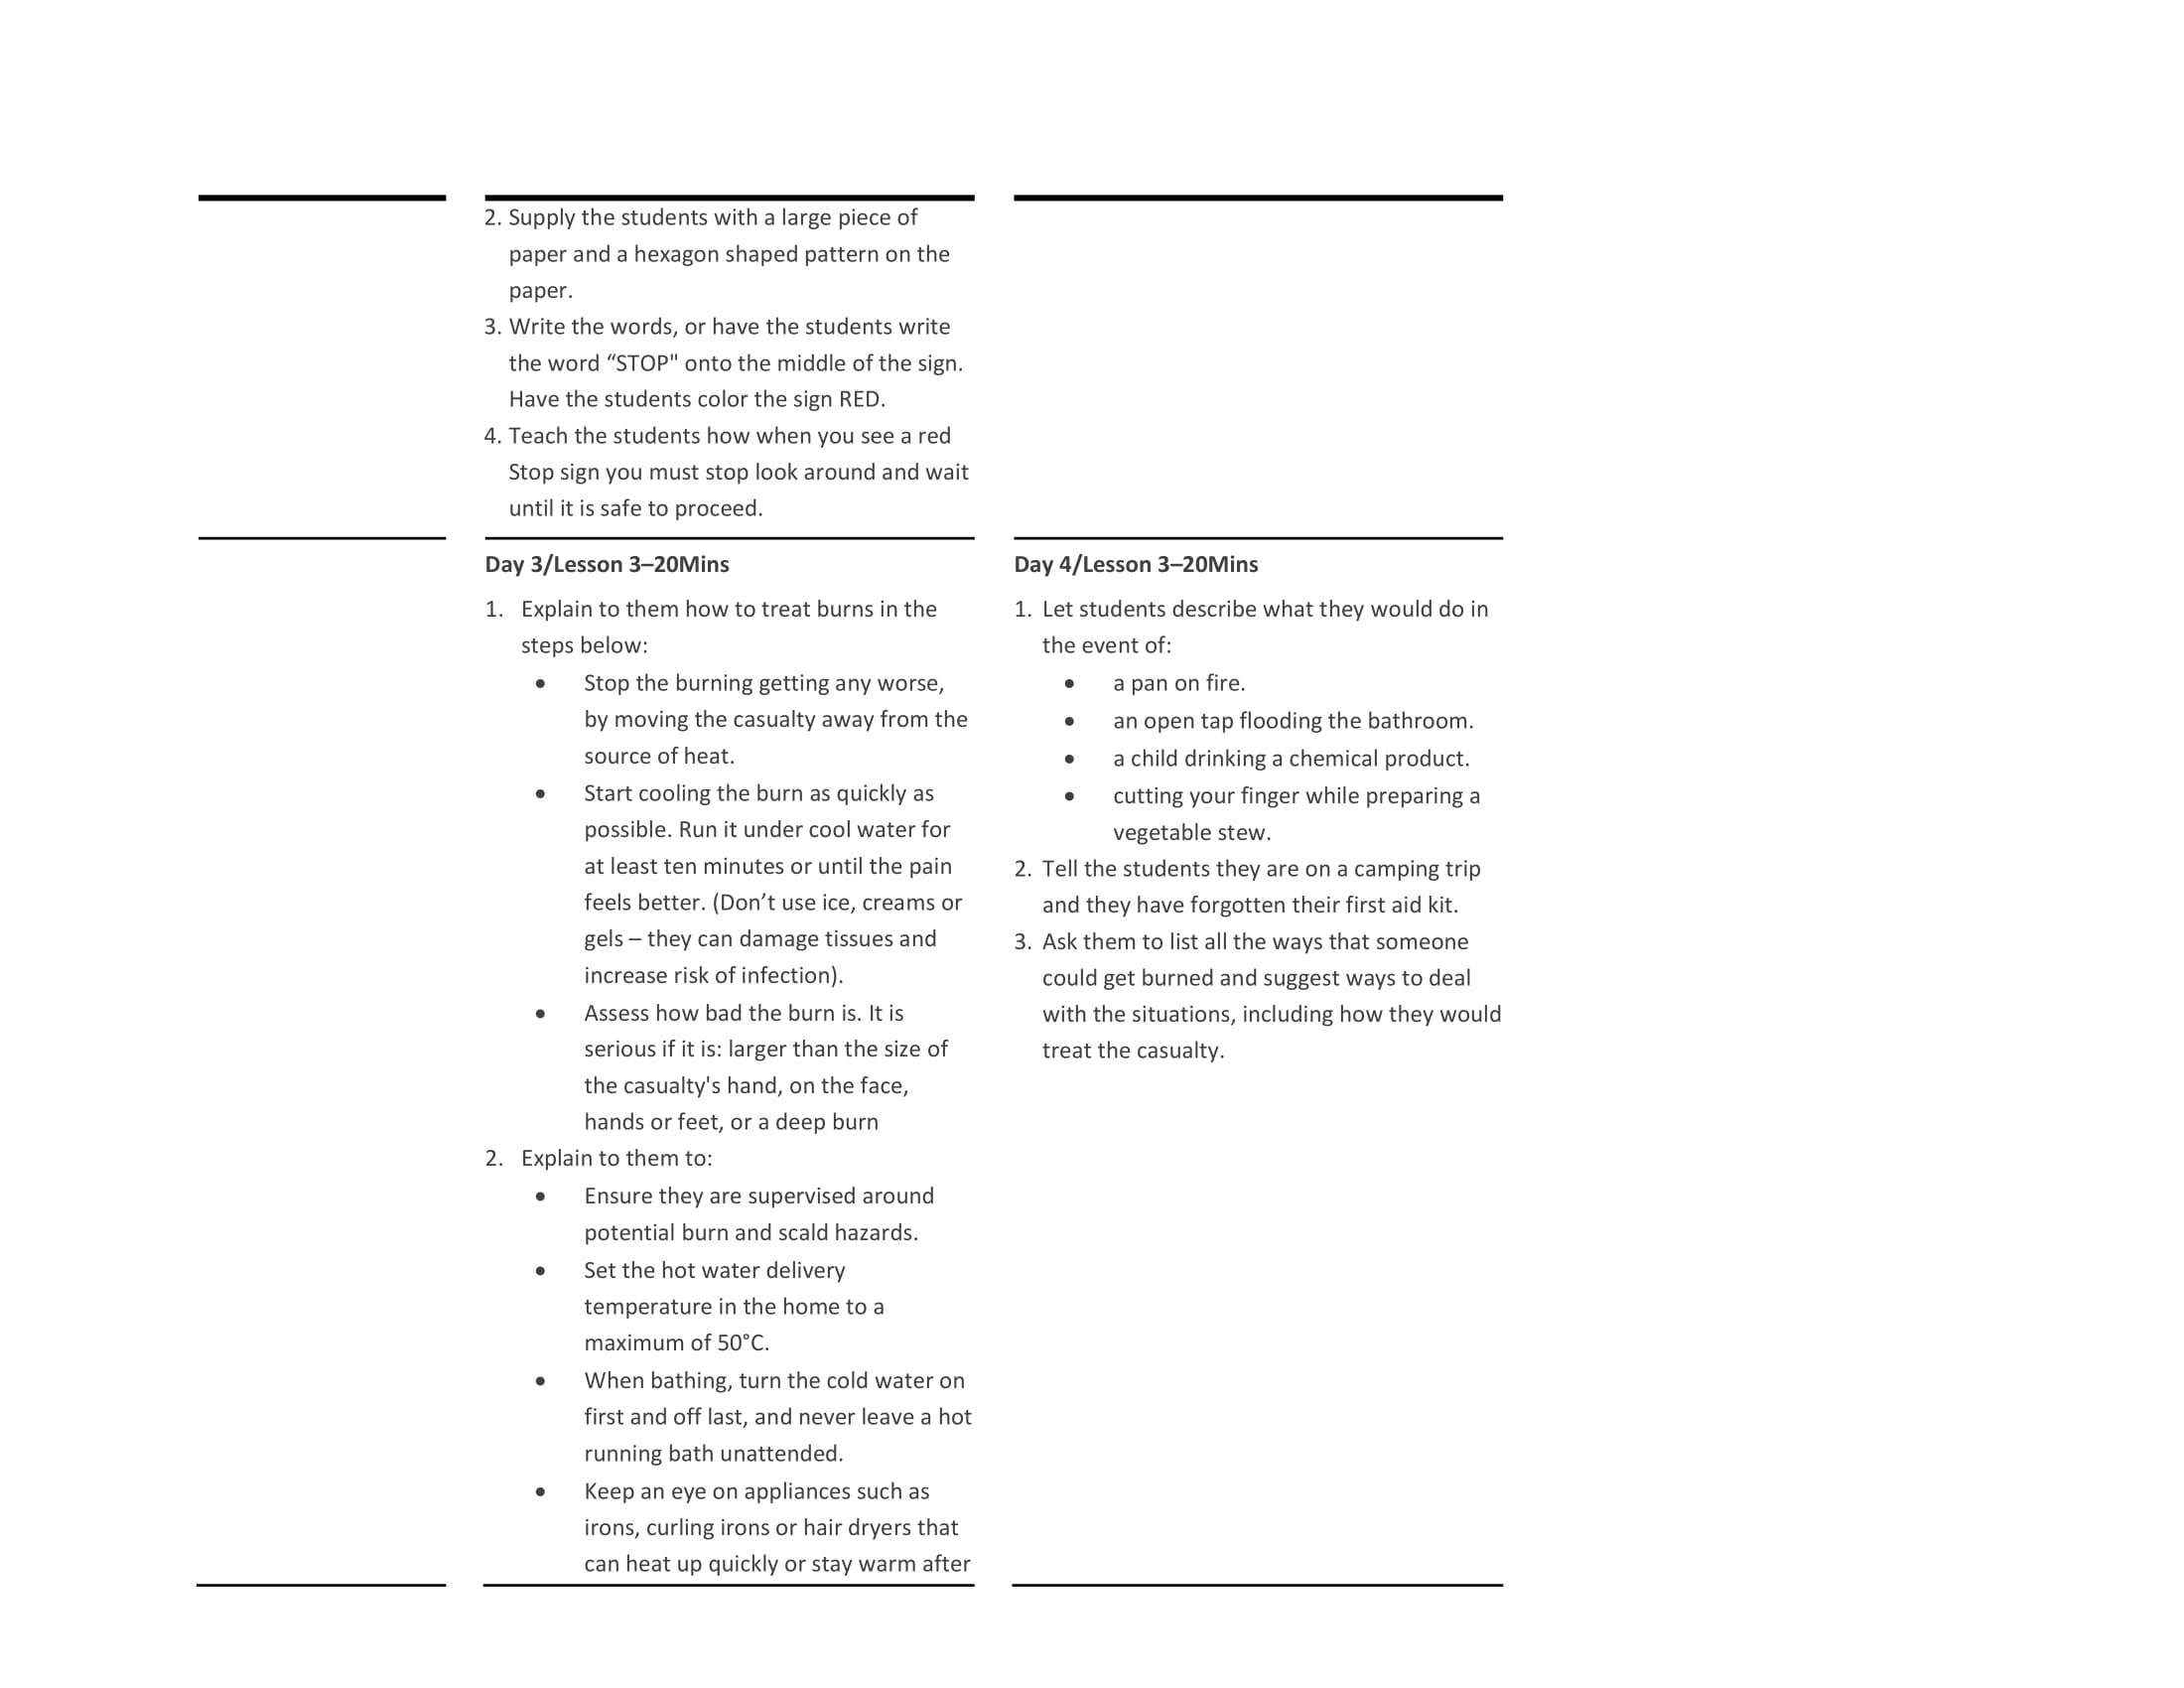 2. Supply the students with a large piece of
paper and a hexagon shaped pattern on the
paper.
3. Write the words, or have the students write
the word “STOP" onto the middle of the sign.
Have the students color the sign RED.
4. Teach the students how when you see a red
Stop sign you must stop look around and wait
until it is safe to proceed.
Day 3/Lesson 3–20Mins
1. Explain to them how to treat burns in the
steps below:
• Stop the burning getting any worse,
by moving the casualty away from the
source of heat.
• Start cooling the burn as quickly as
possible. Run it under cool water for
at least ten minutes or until the pain
feels better. (Don’t use ice, creams or
gels – they can damage tissues and
increase risk of infection).
• Assess how bad the burn is. It is
serious if it is: larger than the size of
the casualty's hand, on the face,
hands or feet, or a deep burn
2. Explain to them to:
• Ensure they are supervised around
potential burn and scald hazards.
• Set the hot water delivery
temperature in the home to a
maximum of 50°C.
• When bathing, turn the cold water on
first and off last, and never leave a hot
running bath unattended.
• Keep an eye on appliances such as
irons, curling irons or hair dryers that
can heat up quickly or stay warm after
Day 4/Lesson 3–20Mins
1. Let students describe what they would do in
the event of:
• a pan on fire.
• an open tap flooding the bathroom.
• a child drinking a chemical product.
• cutting your finger while preparing a
vegetable stew.
2. Tell the students they are on a camping trip
and they have forgotten their first aid kit.
3. Ask them to list all the ways that someone
could get burned and suggest ways to deal
with the situations, including how they would
treat the casualty.